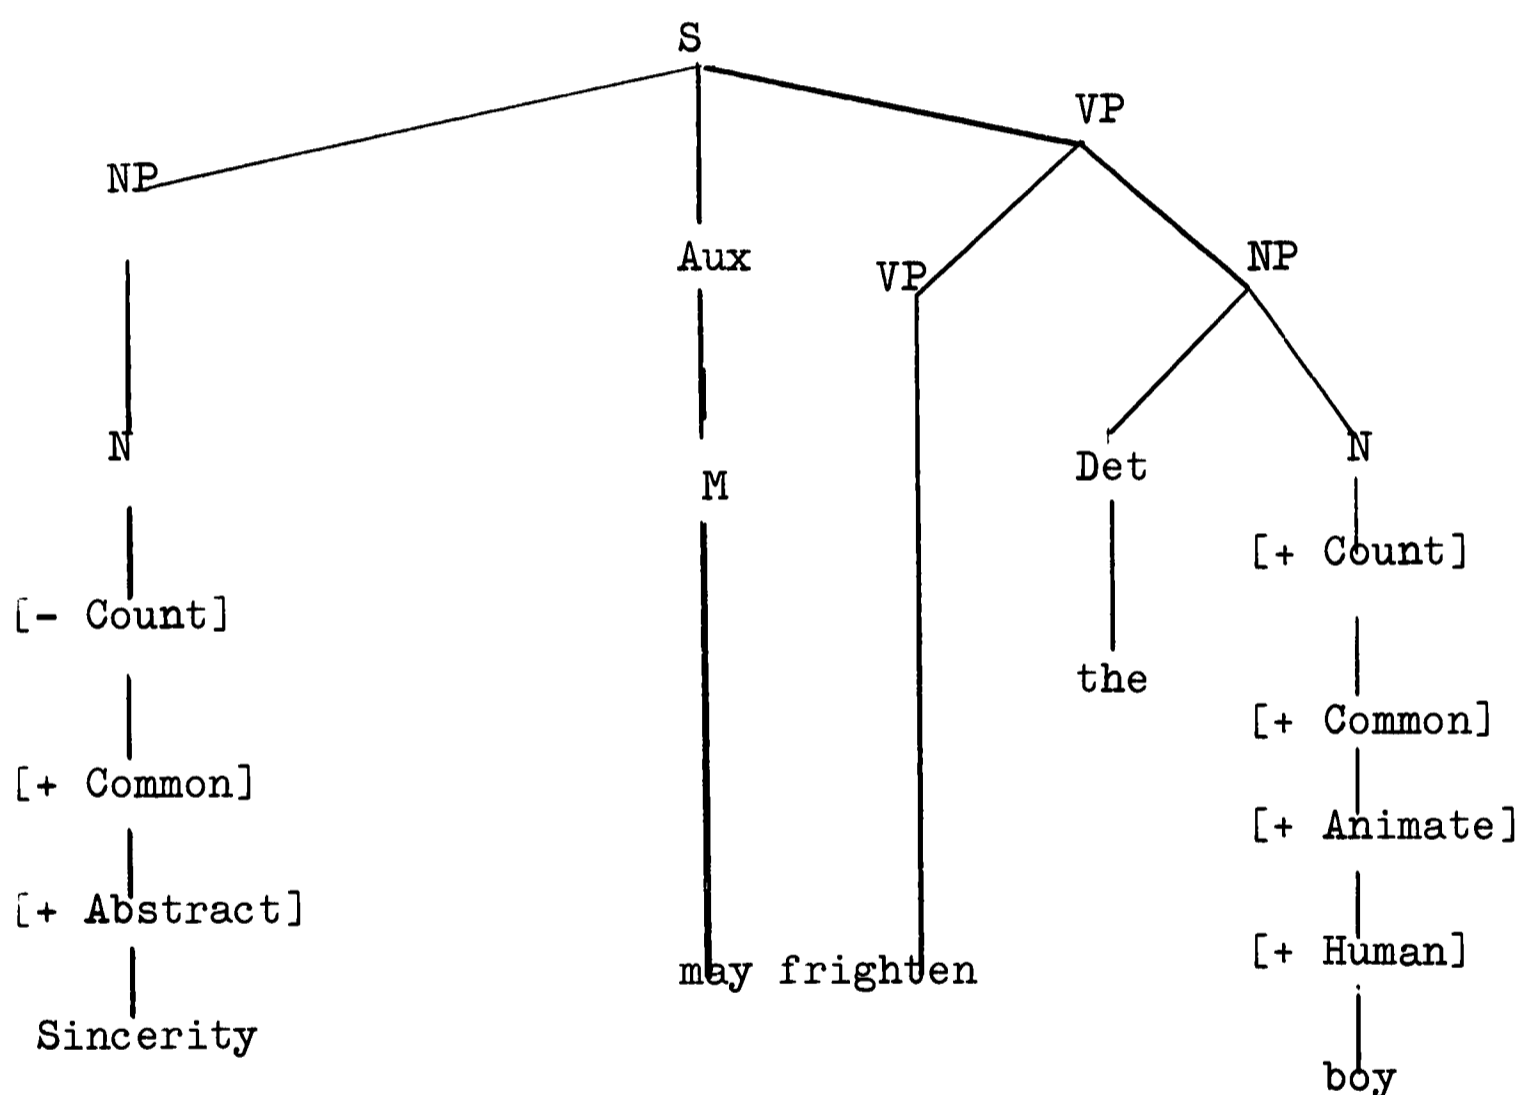 S
VP
NP
Aux
VP
NP
N
Det
N
M
[+ Count]
[- Count]
the
[+ Common]
[+ Common]
[+ Animate]
[+ Abstract]
[+ Human]
may frighten
Sincerity
boy